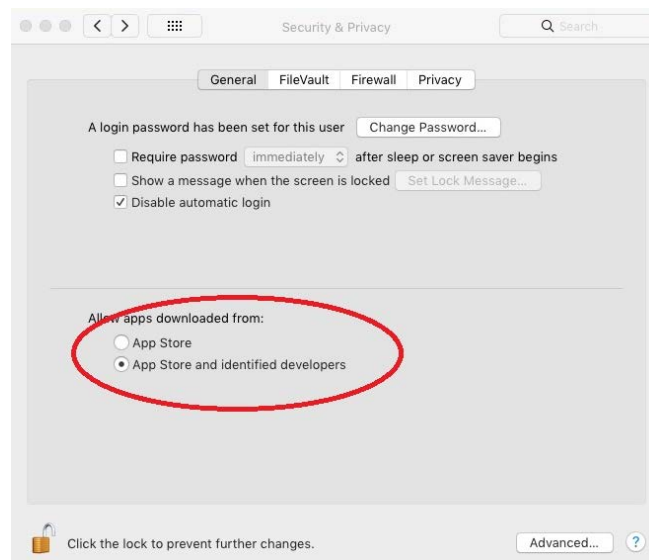 Security & Privacy
Search
General FileVault Firewall Privacy
A login password has been set for this user Change Password...
Require password immediately after sleep or screen saver begins
Show a message when the screen is locked Set Lock Message...
Disable automatic login
Allow apps downloaded from:
App Store
App Store and identified developers
Click the lock to prevent further changes. Advanced... ?